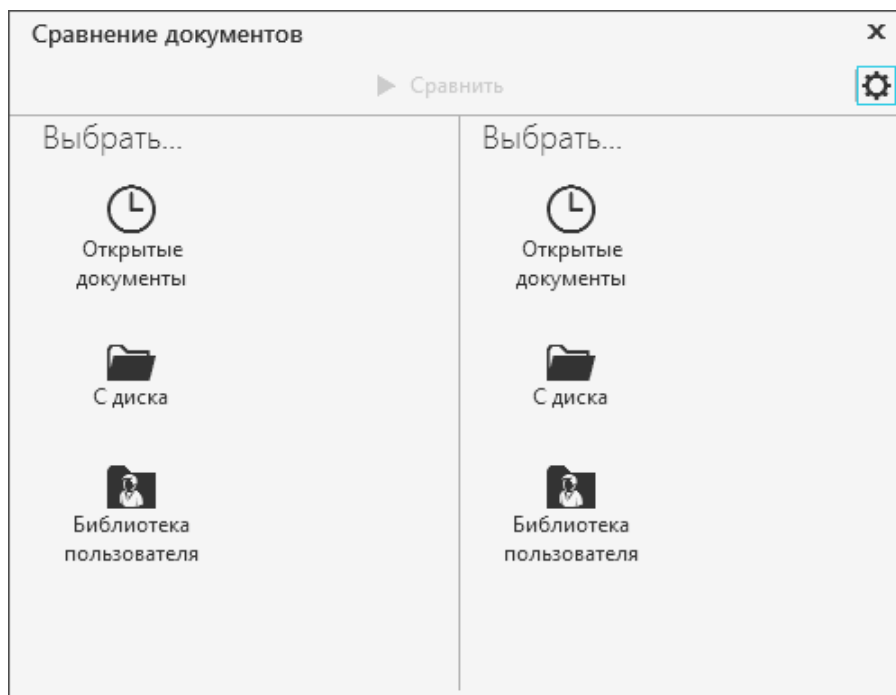 Сравнение документов
Сравнить
Выбрать...
Открытые
документы
С диска
Библиотека
пользователя
Выбрать...
Открытые
документы
С диска
Библиотека
пользователя